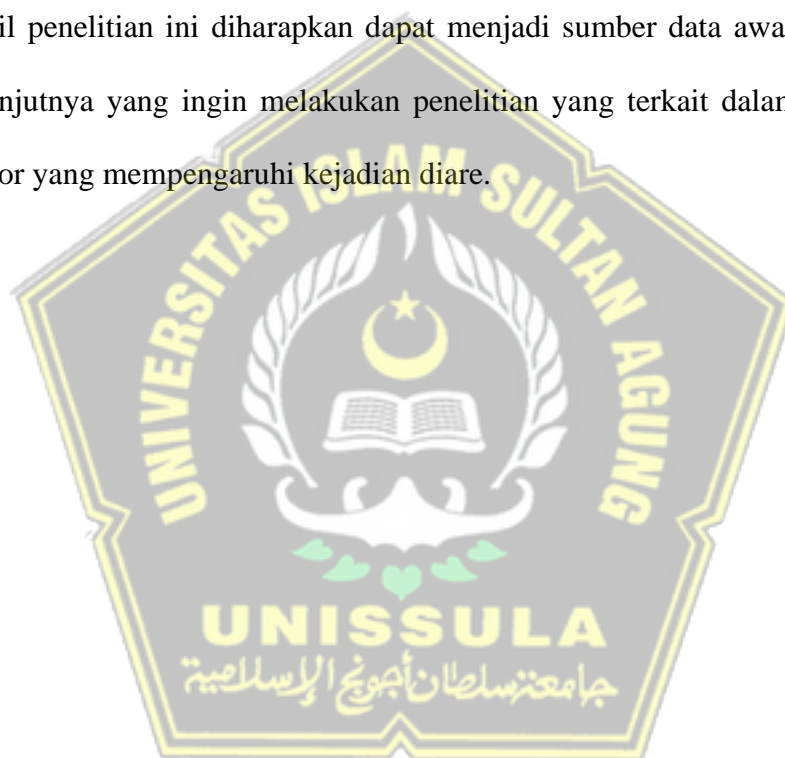 il penelitian ini diharapkan dapat menjadi sumber data awa
njutnya yang ingin melakukan penelitian yang terkait dalan
or yang mempengaruhi kejadian diare.
UNIVERSITAS ISLAM SULTAN AGUNG
UNISSULA
جامعة سلطان أجونج الإسلامية